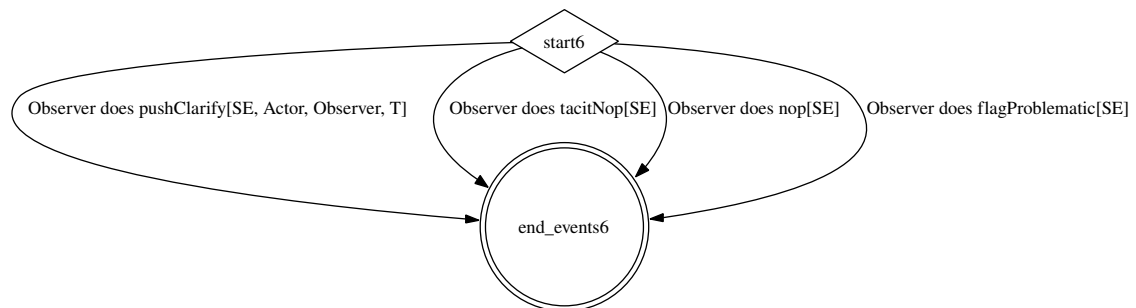 start6
Observer does pushClarify[SE, Actor, Observer, T]
Observer does tacitNop[SE]
Observer does nop[SE]
Observer does flagProblematic[SE]
end_events6